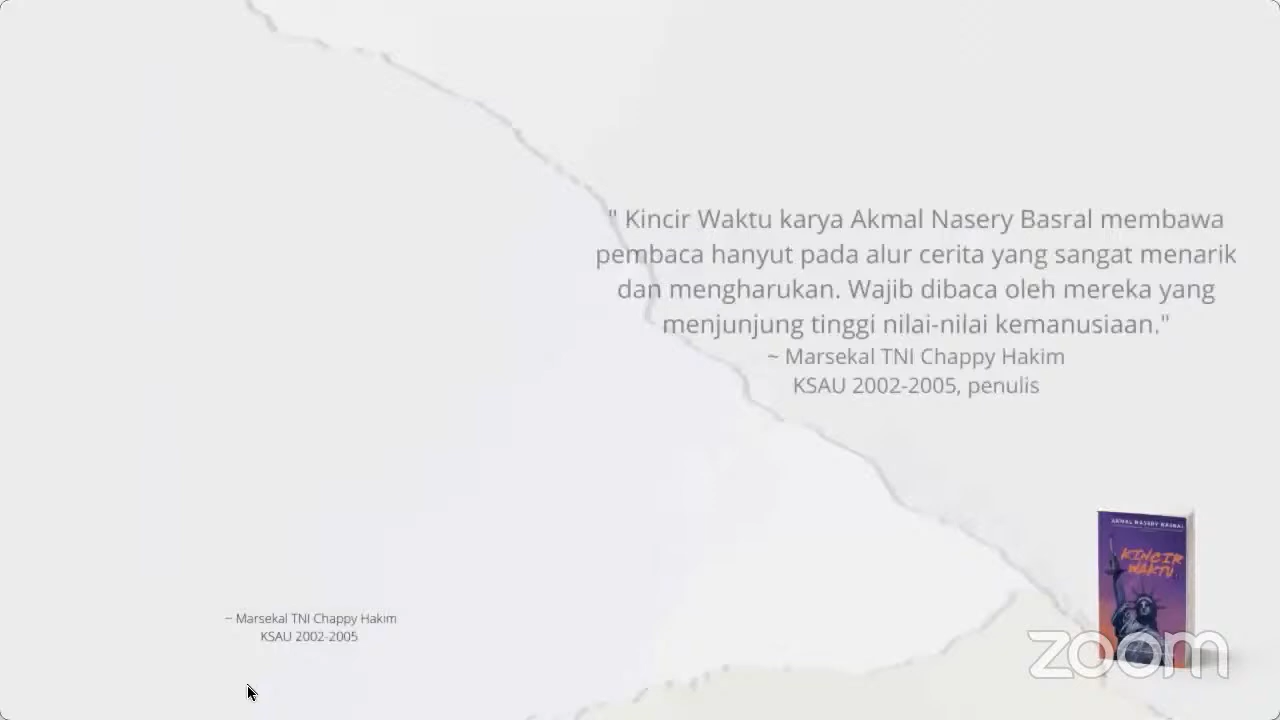 " Kincir Waktu karya Akmal Nasery Basral membawa
pembaca hanyut pada alur cerita yang sangat menarik
dan mengharukan. Wajib dibaca oleh mereka yang
menjunjung tinggi nilai-nilai kemanusiaan."
~ Marsekal TNI Chappy Hakim
KSAU 2002-2005, penulis
AKMAL NASERY BASRAL
KINCIR
WAKTU
~ Marsekal TNI Chappy Hakim
KSAU 2002-2005
zoom